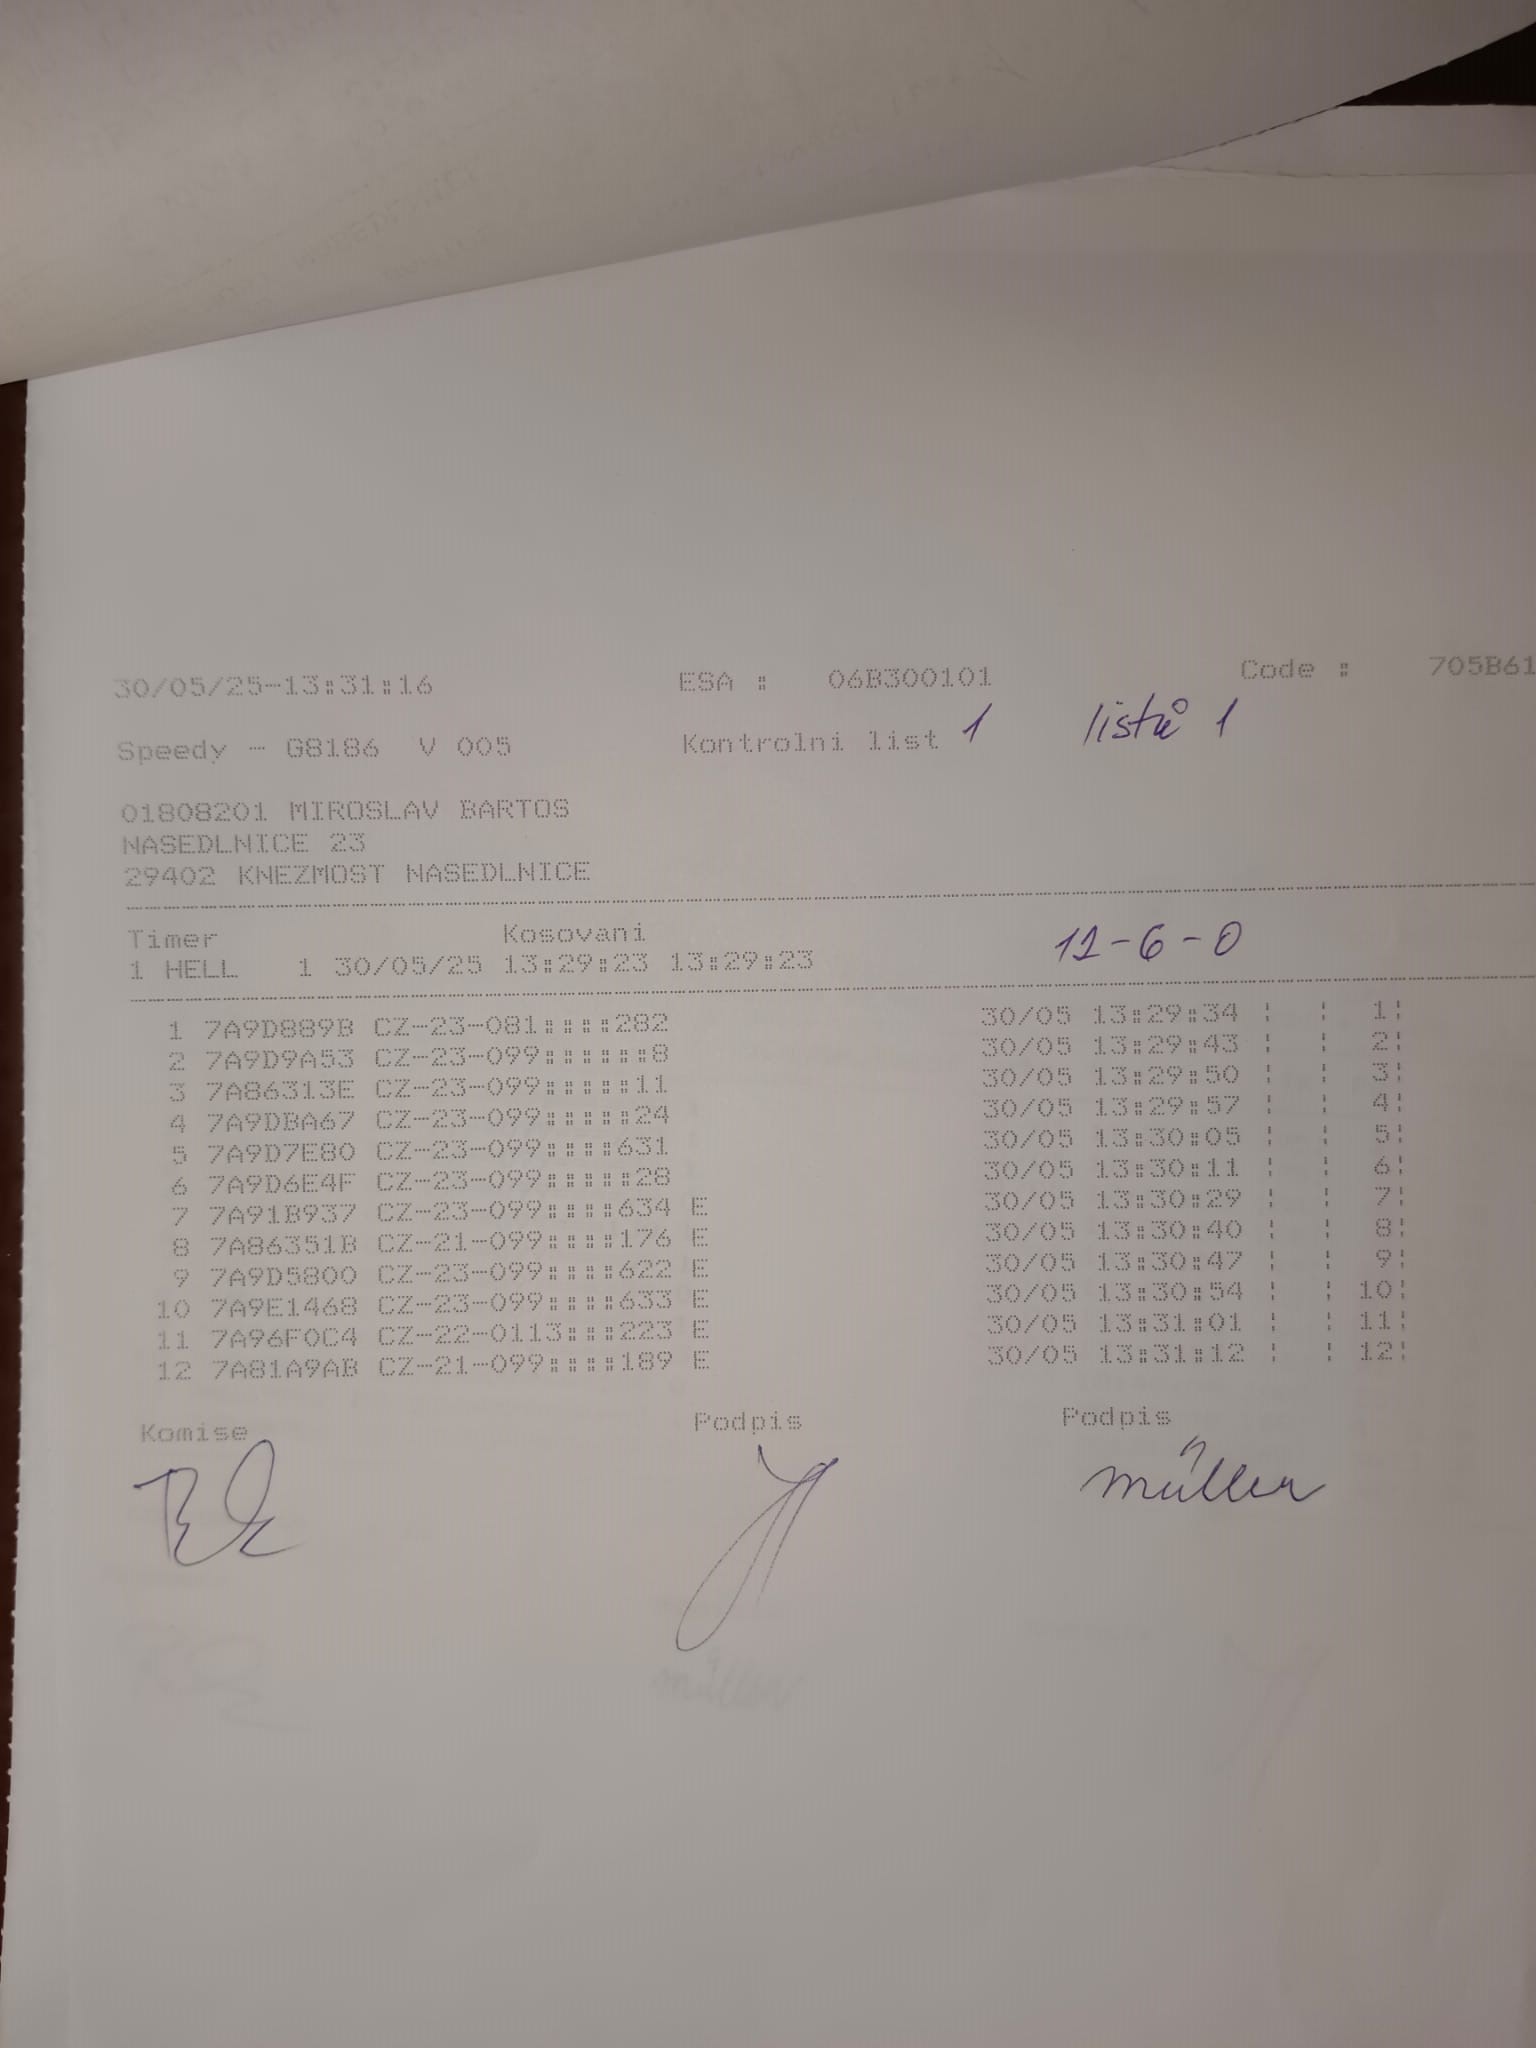 30/05/25-13:31:16 ESA : 06B300101 Code : 705B61
Speedy - G8186 V 005 Kontrolni list 1 listů 1
01808201 MIROSLAV BARTOS
NASEDLNICE 23
29402 KNEZMOST NASEDLNICE
Timer Kosovani 12-6-0
1 HELL 1 30/05/25 13:29:23 13:29:23
1 7A9D889B CZ-23-081::::282 30/05 13:29:34 ¦ ¦ 1¦
2 7A9D9A53 CZ-23-099::::::8 30/05 13:29:43 ¦ ¦ 2¦
3 7A86313E CZ-23-099:::::11 30/05 13:29:50 ¦ ¦ 3¦
4 7A9DBA67 CZ-23-099:::::24 30/05 13:29:57 ¦ ¦ 4¦
5 7A9D7E80 CZ-23-099::::631 30/05 13:30:05 ¦ ¦ 5¦
6 7A9D6E4F CZ-23-099:::::28 30/05 13:30:11 ¦ ¦ 6¦
7 7A91B937 CZ-23-099::::634 E 30/05 13:30:29 ¦ ¦ 7¦
8 7A86351B CZ-21-099::::176 E 30/05 13:30:40 ¦ ¦ 8¦
9 7A9D5800 CZ-23-099::::622 E 30/05 13:30:47 ¦ ¦ 9¦
10 7A9E1468 CZ-23-099::::633 E 30/05 13:30:54 ¦ ¦ 10¦
11 7A96F0C4 CZ-22-0113:::223 E 30/05 13:31:01 ¦ ¦ 11¦
12 7A81A9AB CZ-21-099::::189 E 30/05 13:31:12 ¦ ¦ 12¦
Komise Podpis Podpis
Müller